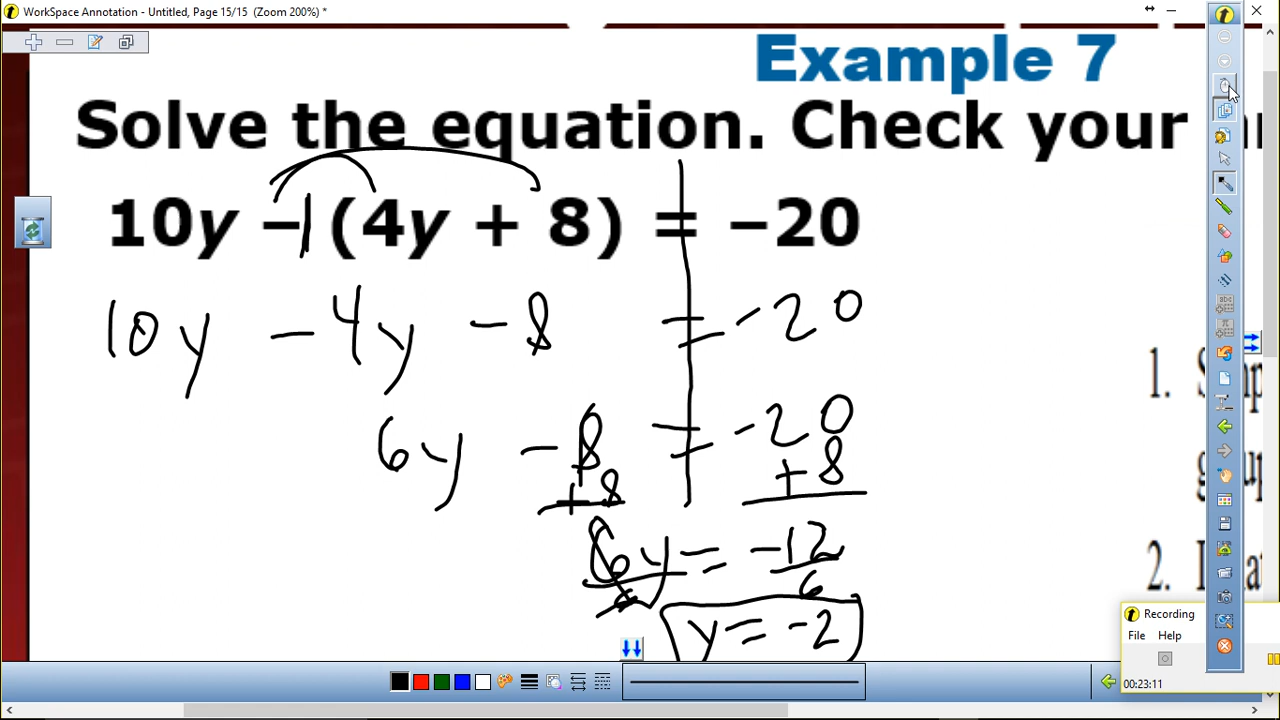 WorkSpace Annotation - Untitled, Page 15/15 (Zoom 200%) *
Example 7
Solve the equation. Check your
10y −1(4y + 8) = −20
10y − 4y − 8 = −20
6y − 8 = −20
+ 8 + 8
6y = −12
6 6
y = −2
1.
2.
Recording
File Help
00:23:11